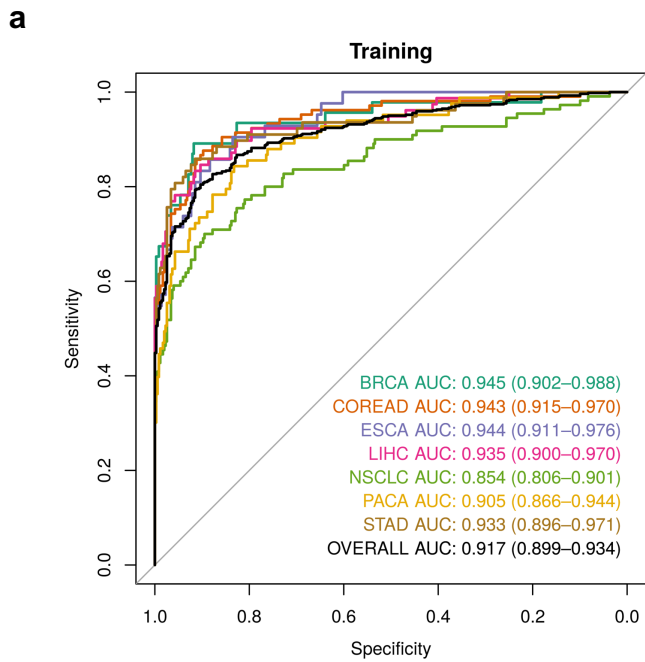 a
Training
1.0
0.8
0.6
0.4
0.2
0.0
Sensitivity
BRCA AUC: 0.945 (0.902–0.988)
COREAD AUC: 0.943 (0.915–0.970)
ESCA AUC: 0.944 (0.911–0.976)
LIHC AUC: 0.935 (0.900–0.970)
NSCLC AUC: 0.854 (0.806–0.901)
PACA AUC: 0.905 (0.866–0.944)
STAD AUC: 0.933 (0.896–0.971)
OVERALL AUC: 0.917 (0.899–0.934)
1.0 0.8 0.6 0.4 0.2 0.0
Specificity